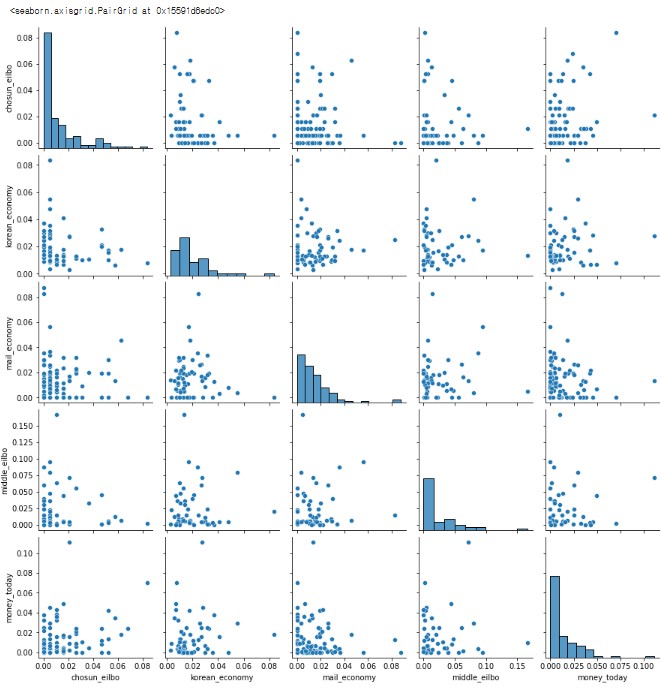 <seaborn.axisgrid.PairGrid at 0x15591d8edc0>
0.08
0.06
0.04
0.02
0.00
chosun_eilbo
0.08
0.06
0.04
0.02
0.00
korean_economy
0.08
0.06
0.04
0.02
0.00
mail_economy
0.150
0.125
0.100
0.075
0.050
0.025
0.000
middle_eilbo
0.10
0.08
0.06
0.04
0.02
0.00
money_today
0.00 0.02 0.04 0.06 0.08
chosun_eilbo
0.00 0.02 0.04 0.06 0.08
korean_economy
0.00 0.02 0.04 0.06 0.08
mail_economy
0.00 0.05 0.10 0.15
middle_eilbo
0.000 0.025 0.050 0.075 0.100
money_today